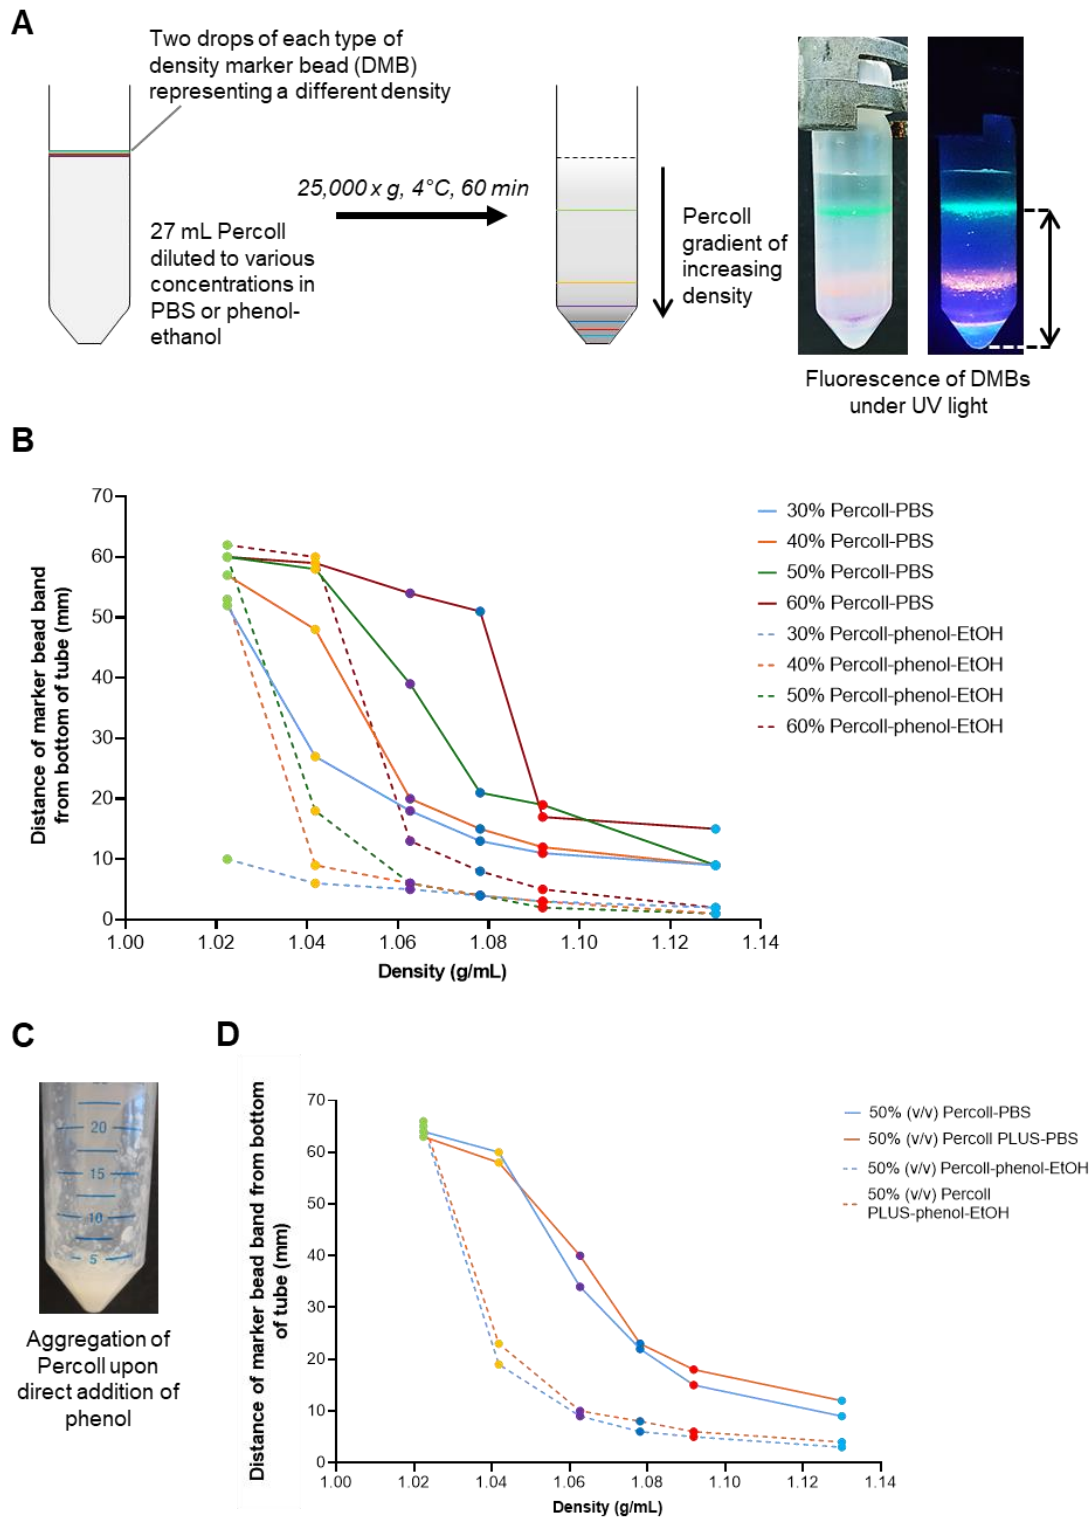 A
Two drops of each type of
density marker bead (DMB)
representing a different density
25,000 x g, 4°C, 60 min
27 mL Percoll
diluted to various
concentrations in
PBS or phenol-
ethanol
Percoll
gradient of
increasing
density
Fluorescence of DMBs
under UV light
B
Distance of marker bead band
from bottom of tube (mm)
70
60
50
40
30
20
10
0
1.00
1.02
1.04
1.06
1.08
1.10
1.12
1.14
Density (g/mL)
30% Percoll-PBS
40% Percoll-PBS
50% Percoll-PBS
60% Percoll-PBS
30% Percoll-phenol-EtOH
40% Percoll-phenol-EtOH
50% Percoll-phenol-EtOH
60% Percoll-phenol-EtOH
C
20
15
10
5
Aggregation of
Percoll upon
direct addition of
phenol
D
Distance of marker bead band from bottom
of tube (mm)
70
60
50
40
30
20
10
0
1.00
1.02
1.04
1.06
1.08
1.10
1.12
1.14
Density (g/mL)
50% (v/v) Percoll-PBS
50% (v/v) Percoll PLUS-PBS
50% (v/v) Percoll-phenol-EtOH
50% (v/v) Percoll
PLUS-phenol-EtOH